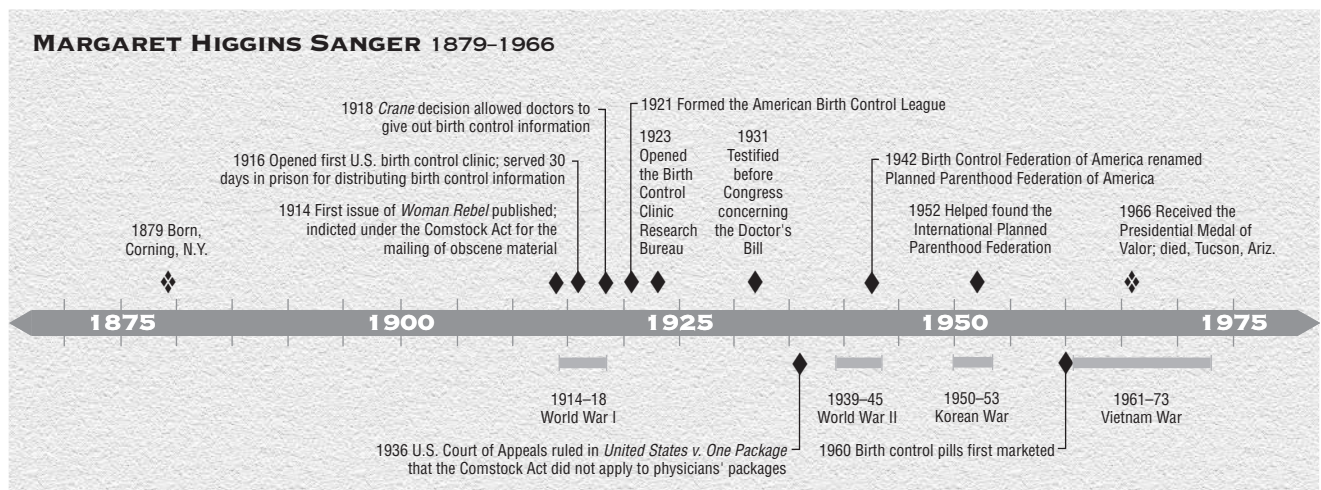 MARGARET HIGGINS SANGER 1879–1966
1918 Crane decision allowed doctors to
give out birth control information
1916 Opened first U.S. birth control clinic; served 30
days in prison for distributing birth control information
1914 First issue of Woman Rebel published;
indicted under the Comstock Act for the
mailing of obscene material
1879 Born,
Corning, N.Y.
1921 Formed the American Birth Control League
1923
Opened
the Birth
Control
Clinic
Research
Bureau
1931
Testified
before
Congress
concerning
the Doctor's
Bill
1942 Birth Control Federation of America renamed
Planned Parenthood Federation of America
1952 Helped found the
International Planned
Parenthood Federation
1966 Received the
Presidential Medal of
Valor; died, Tucson, Ariz.
1875
1900
1925
1950
1975
1914–18
World War I
1939–45
World War II
1950–53
Korean War
1961–73
Vietnam War
1936 U.S. Court of Appeals ruled in United States v. One Package
that the Comstock Act did not apply to physicians' packages
1960 Birth control pills first marketed